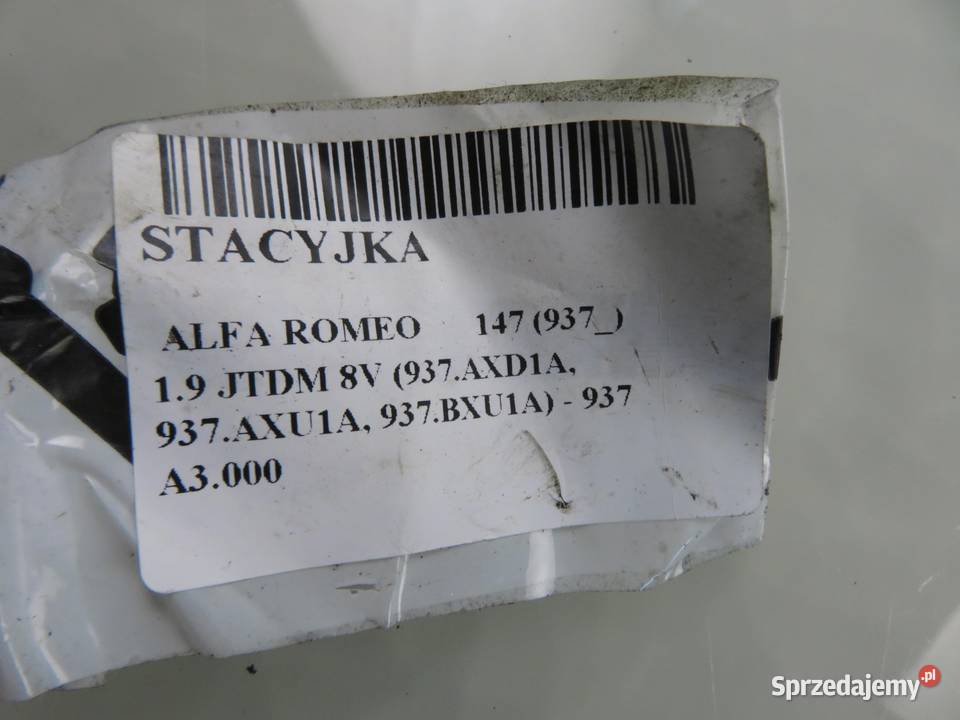 STACYJKA
ALFA ROMEO 147 (937_)
1.9 JTDM 8V (937.AXD1A,
937.AXU1A, 937.BXU1A) - 937
A3.000
Sprzedajemy.pl